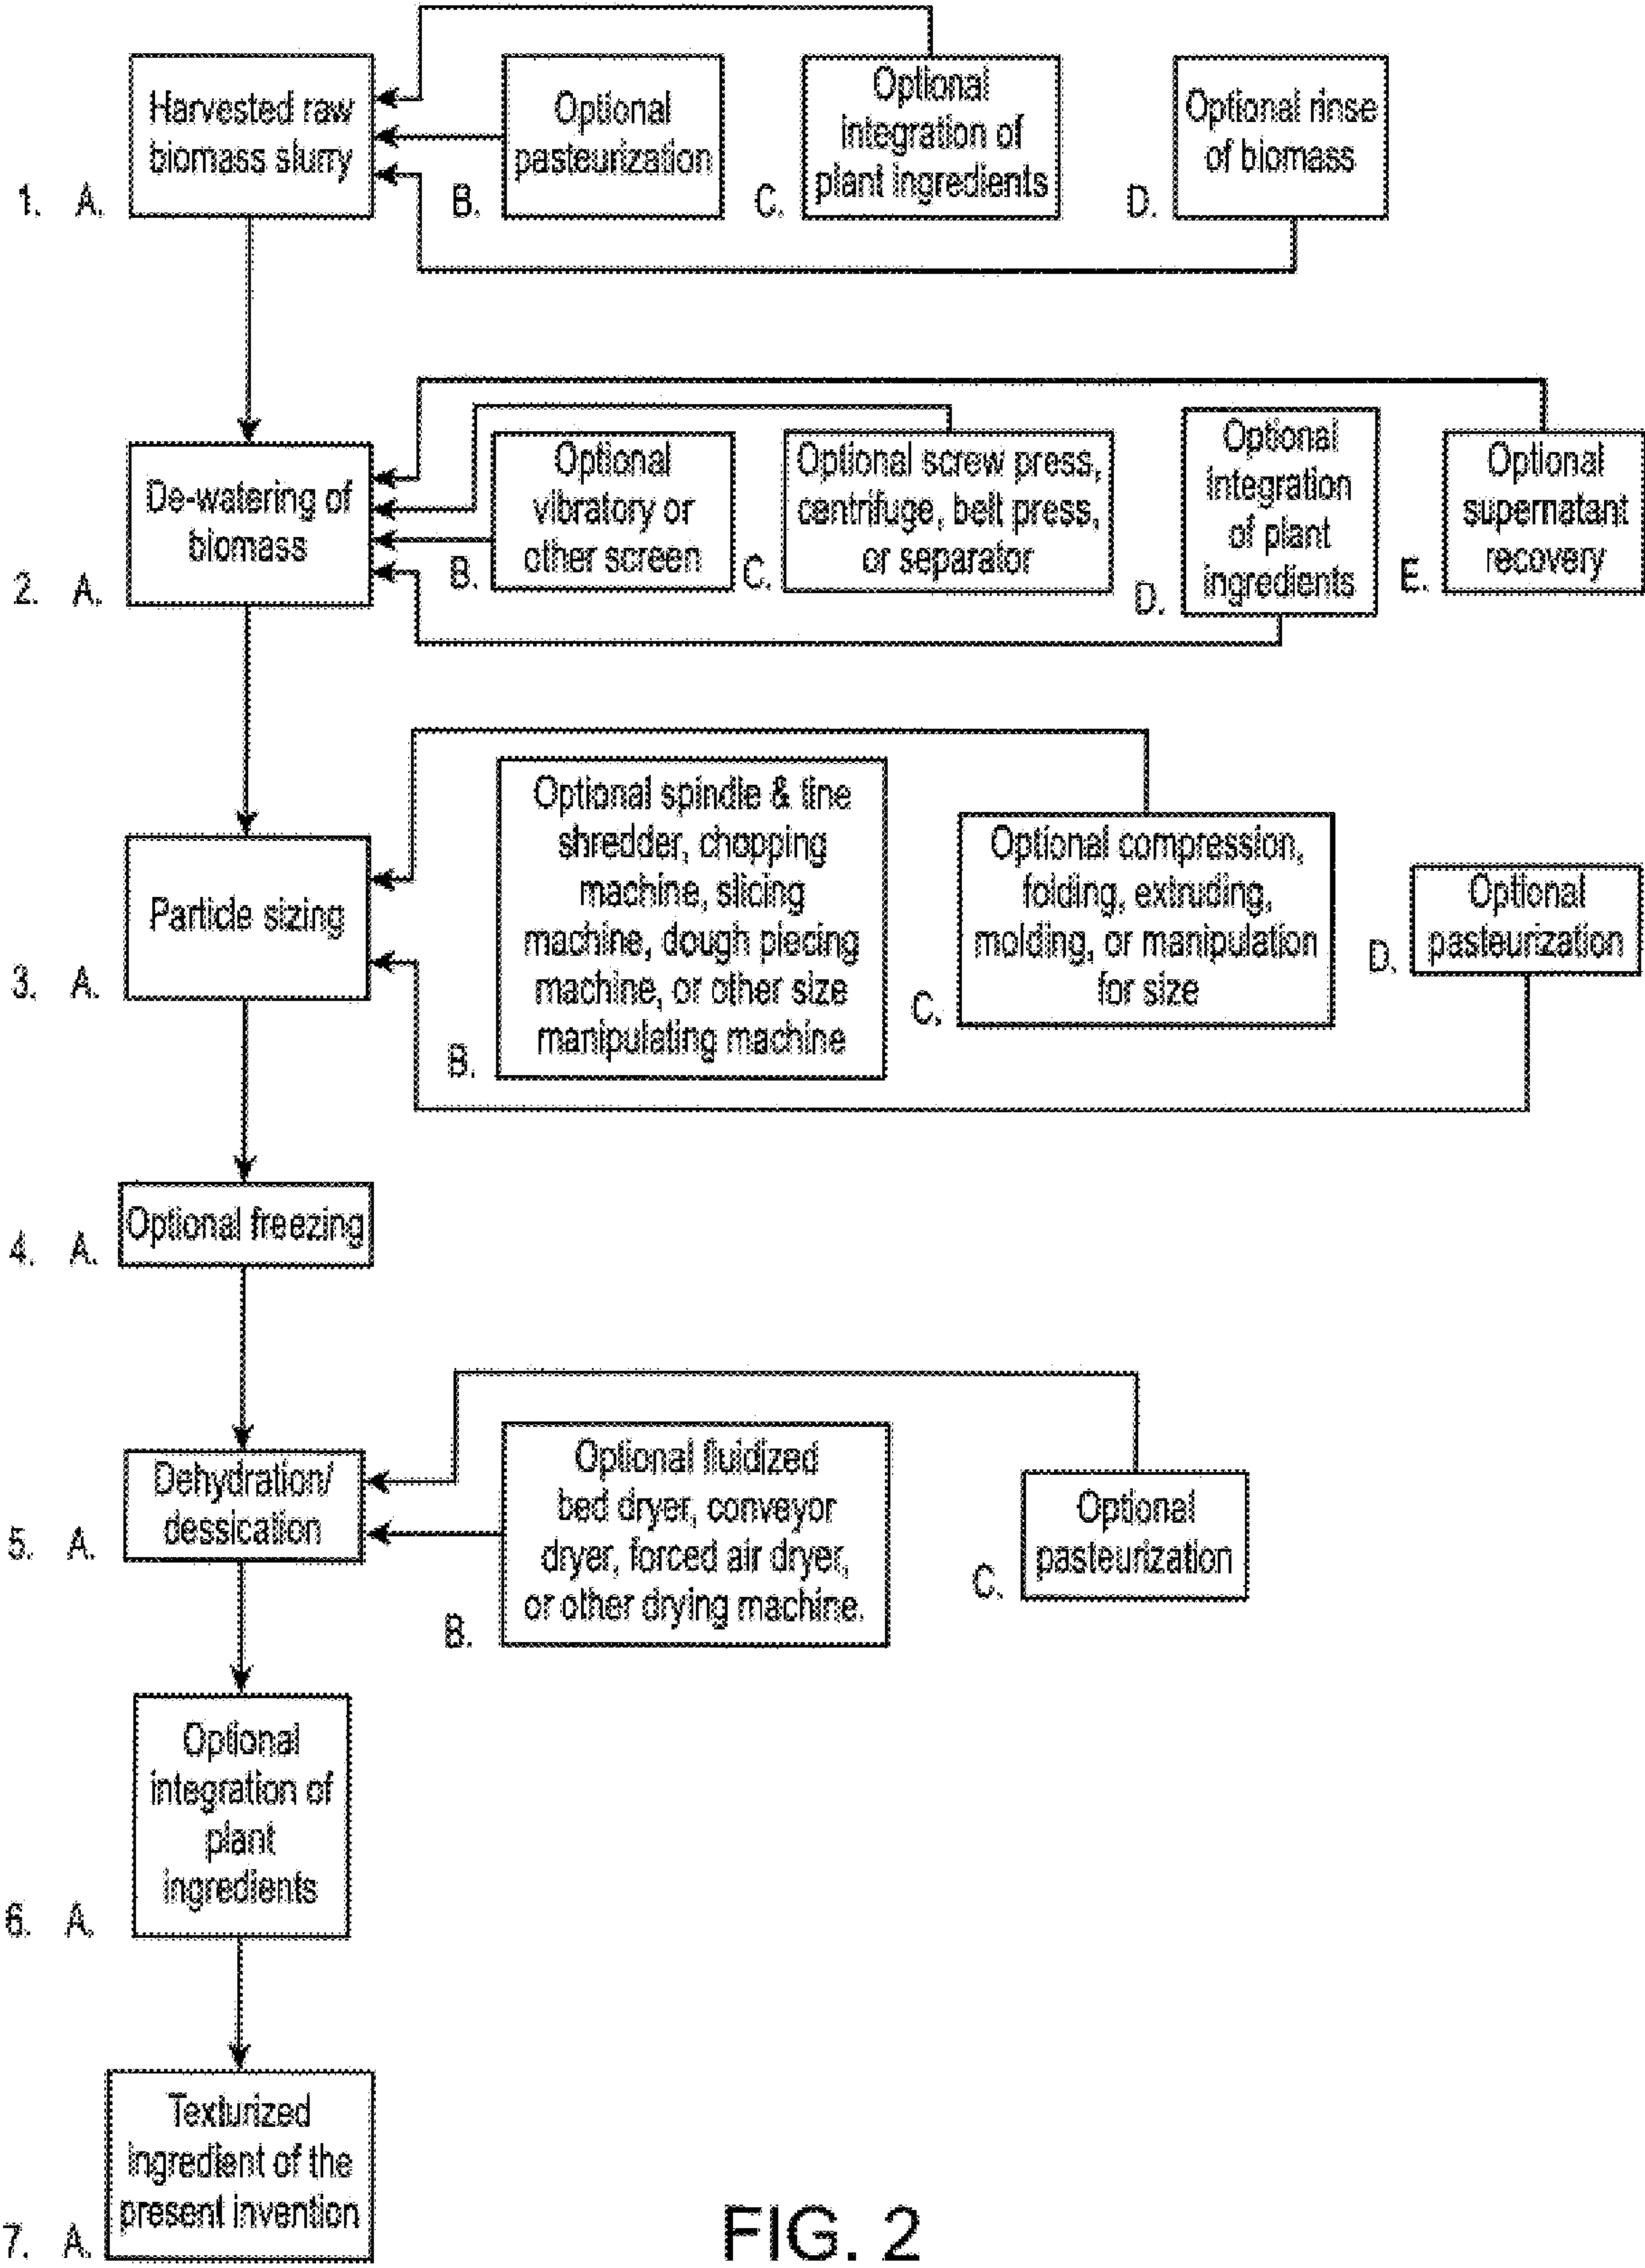 Harvested raw
biomass slurry
1. A.
Optional
pasteurization
B.
Optional
integration of
plant ingredients
C.
Optional rinse
of biomass
D.
De-watering of
biomass
2. A.
Optional
vibratory or
other screen
B.
Optional screw press,
centrifuge, belt press,
or separator
C.
Optional
integration
of plant
ingredients
D.
Optional
supernatant
recovery
E.
Particle sizing
3. A.
Optional spindle & tine
shredder, chopping
machine, slicing
machine, dough piecing
machine, or other size
manipulating machine
B.
Optional compression,
folding, extruding,
molding, or manipulation
for size
C.
Optional
pasteurization
D.
Optional freezing
4. A.
Dehydration/
dessication
5. A.
Optional fluidized
bed dryer, conveyor
dryer, forced air dryer,
or other drying machine.
B.
Optional
pasteurization
C.
Optional
integration of
plant
ingredients
6. A.
Texturized
ingredient of the
present invention
7. A.
FIG. 2